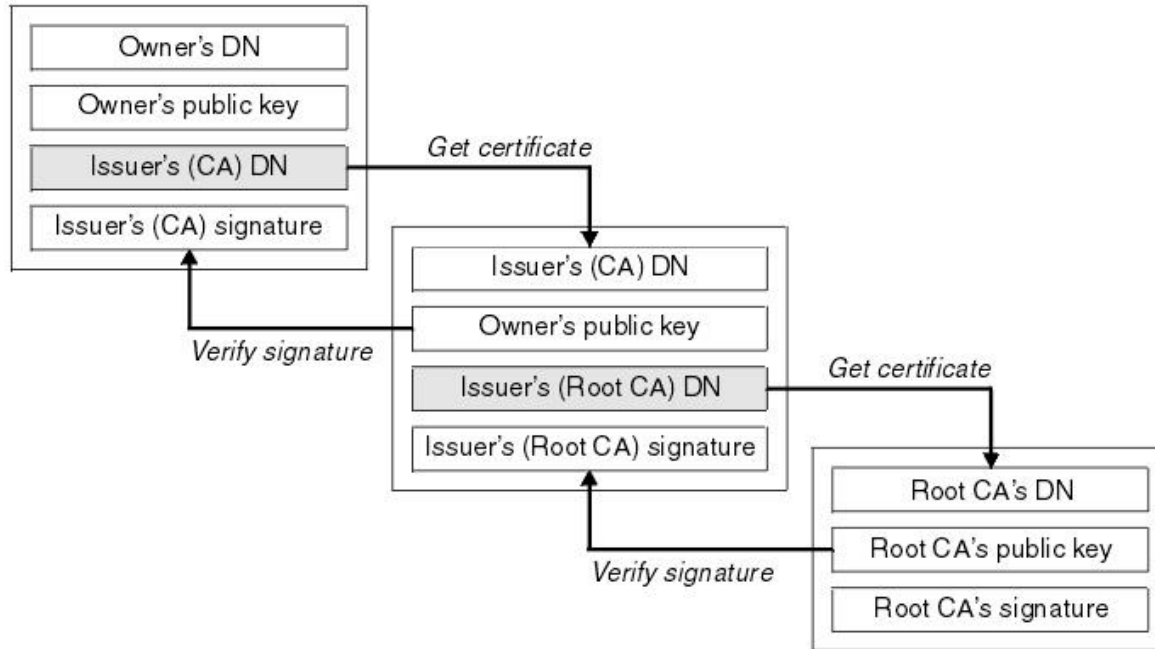 Owner's DN
Owner's public key
Issuer's (CA) DN
Issuer's (CA) signature
Get certificate
Verify signature
Issuer's (CA) DN
Owner's public key
Issuer's (Root CA) DN
Issuer's (Root CA) signature
Get certificate
Verify signature
Root CA's DN
Root CA's public key
Root CA's signature